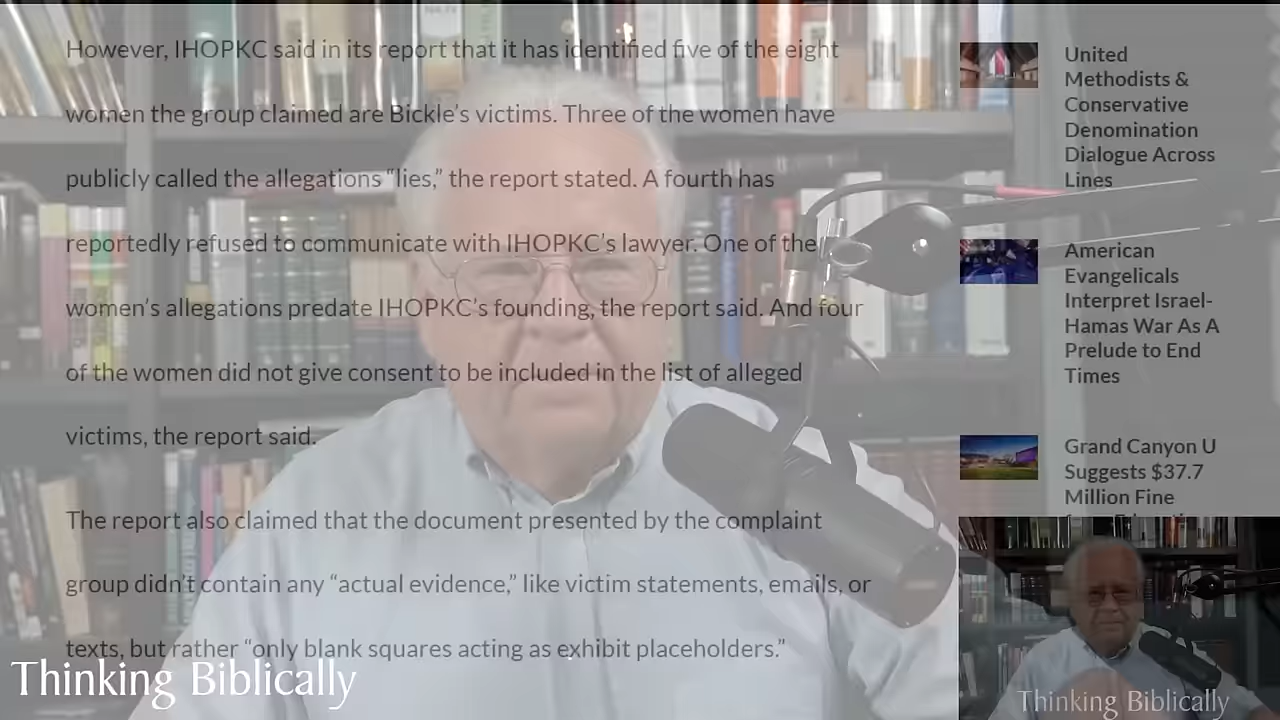 However, IHOPKC said in its report that it has identified five of the eight
women the group claimed are Bickle’s victims. Three of the women have
publicly called the allegations “lies,” the report stated. A fourth has
reportedly refused to communicate with IHOPKC’s lawyer. One of the
women’s allegations predate IHOPKC’s founding, the report said. And four
of the women did not give consent to be included in the list of alleged
victims, the report said.
The report also claimed that the document presented by the complaint
group didn’t contain any “actual evidence,” like victim statements, emails, or
texts, but rather “only blank squares acting as exhibit placeholders.”
United
Methodists &
Conservative
Denomination
Dialogue Across
Lines
American
Evangelicals
Interpret Israel-
Hamas War As A
Prelude to End
Times
Grand Canyon U
Suggests $37.7
Million Fine
Thinking Biblically
Thinking Biblically